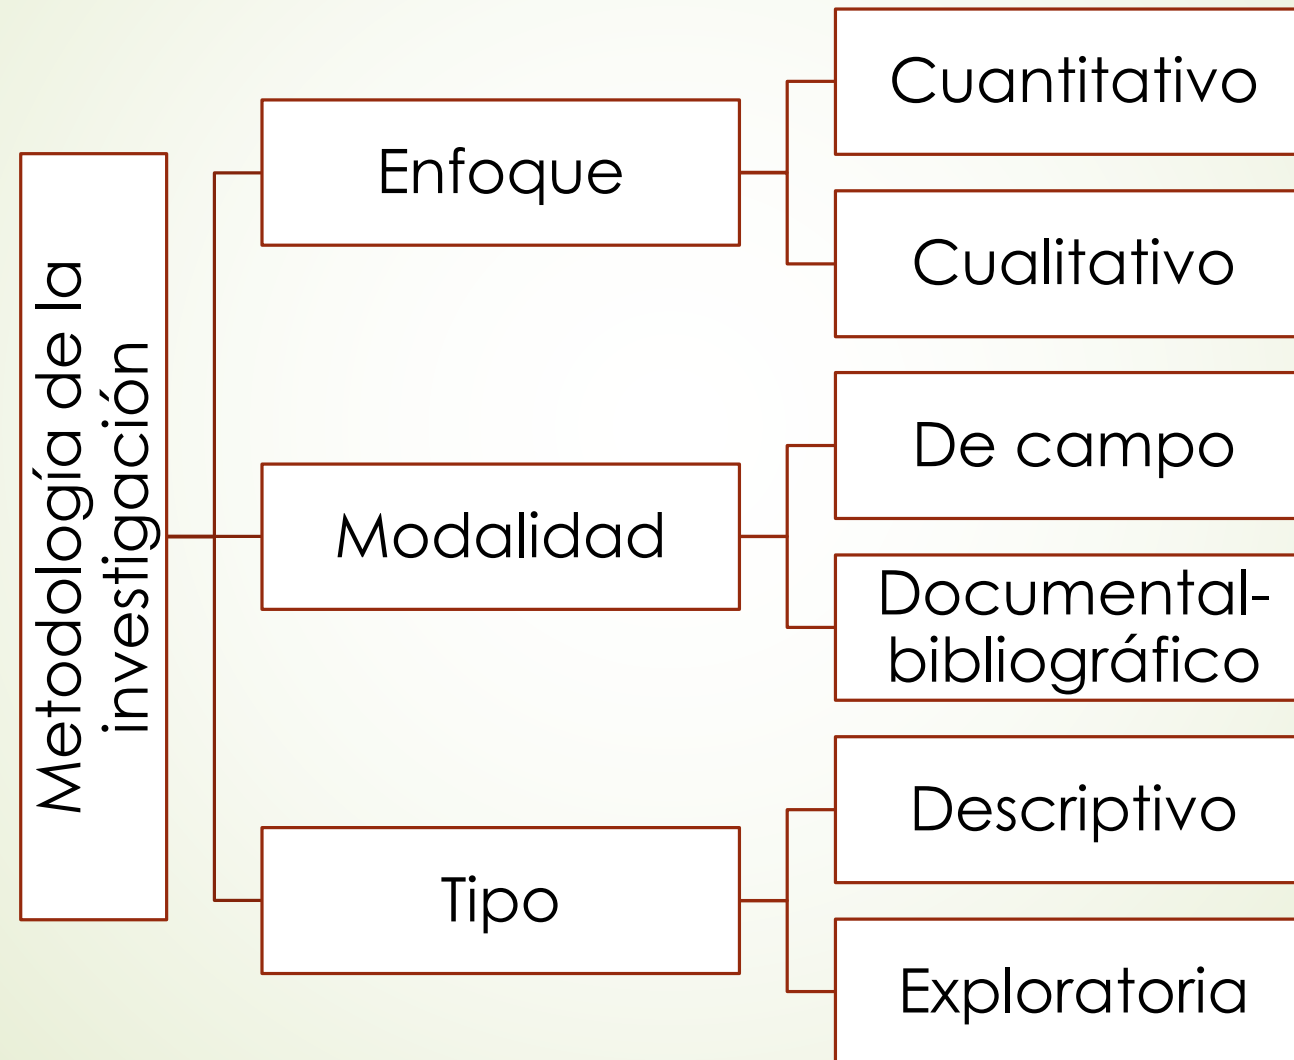 Metodología de la
investigación
Enfoque
Cuantitativo
Cualitativo
Modalidad
De campo
Documental-
bibliográfico
Tipo
Descriptivo
Exploratoria